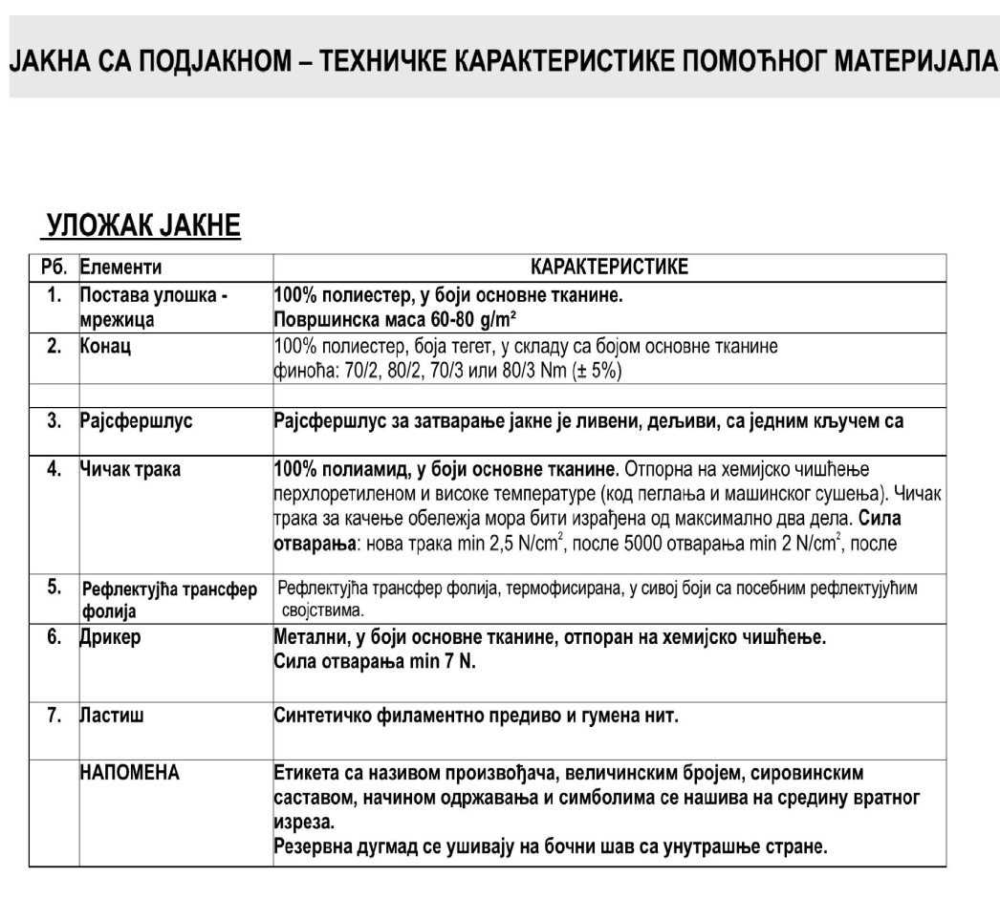 ЈАКНА СА ПОДЈАКНОМ – ТЕХНИЧКЕ КАРАКТЕРИСТИКЕ ПОМОЋНОГ МАТЕРИЈАЛА
УЛОЖАК ЈАКНЕ
Рб. Елементи КАРАКТЕРИСТИКЕ
1. Постава улошка - 100% полиестер, у боји основне тканине.
мрежица Површинска маса 60-80 g/m²
2. Конац 100% полиестер, боја тегет, у складу са бојом основне тканине
финоћа: 70/2, 80/2, 70/3 или 80/3 Nm (± 5%)
3. Рајсфершлус Рајсфершлус за затварање јакне је ливени, дељиви, са једним кључем са
4. Чичак трака 100% полиамид, у боји основне тканине. Отпорна на хемијско чишћење
перхлоретиленом и високе температуре (код пеглања и машинског сушења). Чичак
трака за качење обележја мора бити израђена од максимално два дела. Сила
отварања: нова трака min 2,5 N/cm², после 5000 отварања min 2 N/cm², после
5. Рефлектујћа трансфер Рефлектујћа трансфер фолија, термофисирана, у сивој боји са посебним рефлектујућим
фолија својствима.
6. Дрикер Метални, у боји основне тканине, отпоран на хемијско чишћење.
Сила отварања min 7 N.
7. Ластиш Синтетичко филаментно предиво и гумена нит.
НАПОМЕНА Етикета са називом произвођача, величинским бројем, сировинским
саставом, начином одржавања и симболима се нашива на средину вратног
изреза.
Резервна дугмад се ушивају на бочни шав са унутрашње стране.